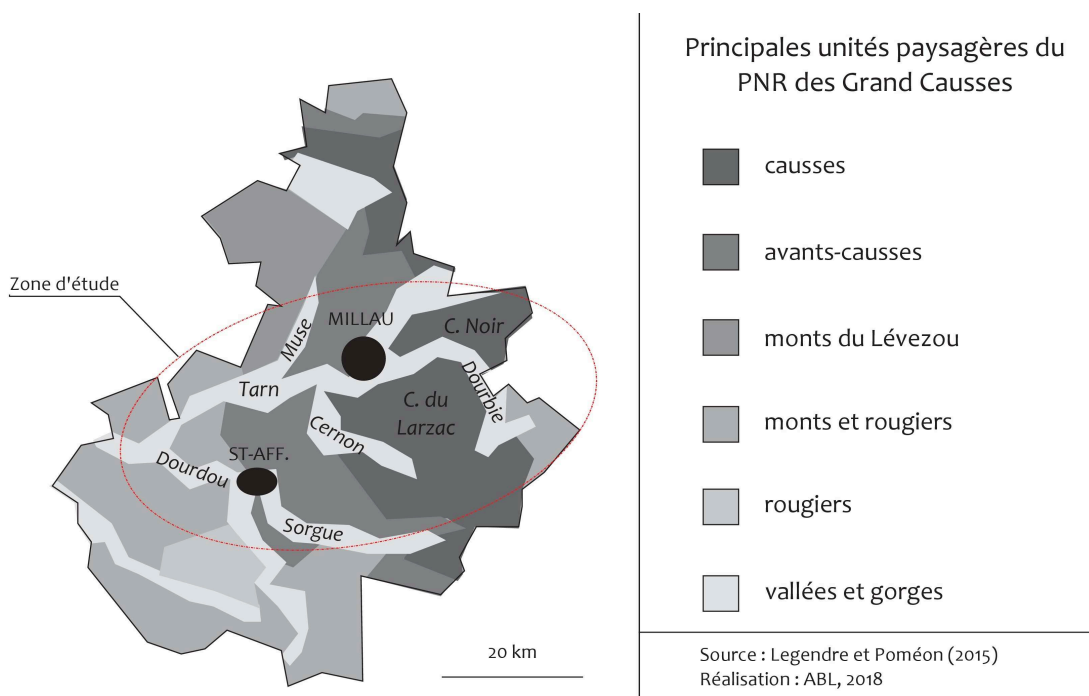 Zone d'étude
MILLAU
C. Noir
Muse
Tarn
Dourbie
C. du
Larzac
Cernon
ST-AFF.
Dourdou
Sorgue
20 km
Principales unités paysagères du
PNR des Grand Causses
causses
avants-causses
monts du Lévezou
monts et rougiers
rougiers
vallées et gorges
Source : Legendre et Poméon (2015)
Réalisation : ABL, 2018